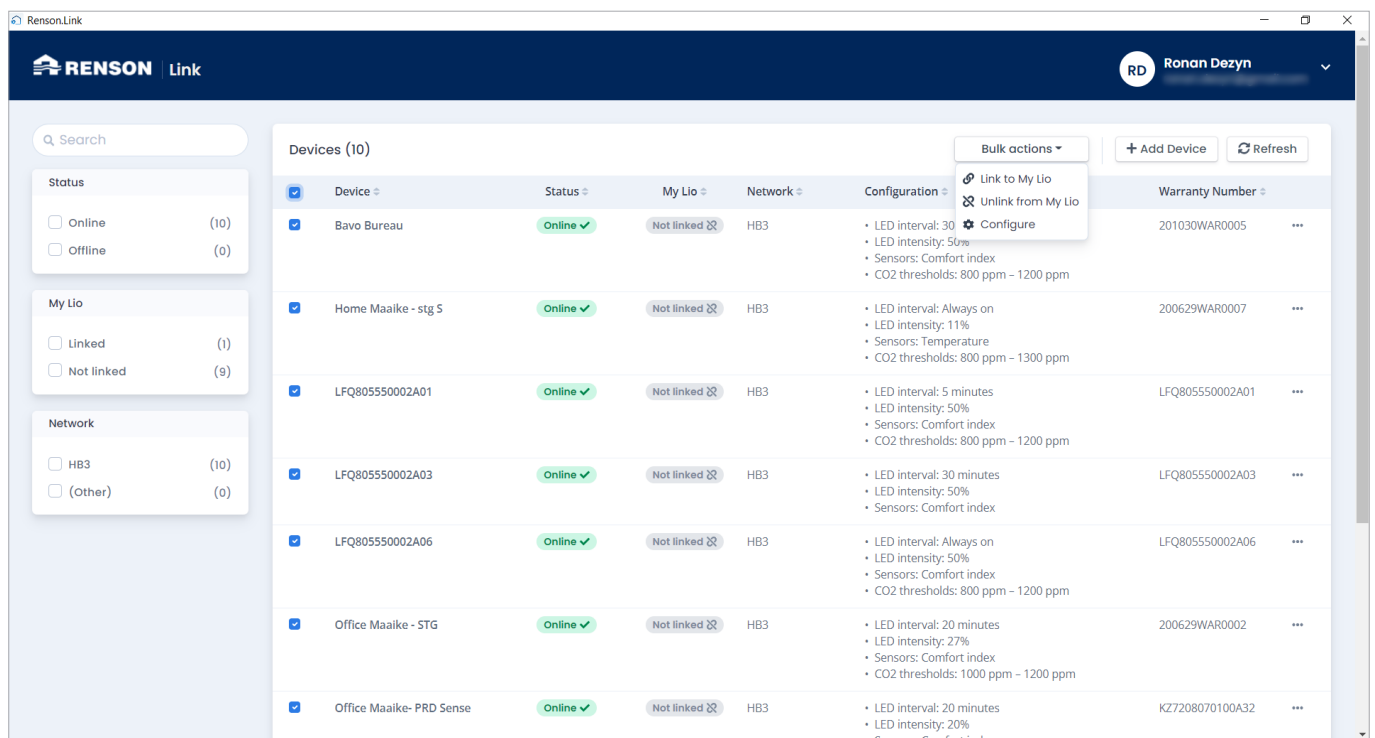 Renson.Link
RENSON Link
RD
Ronan Dezyn
Search
Status
Online (10)
Offline (0)
My Lio
Linked (1)
Not linked (9)
Network
HB3 (10)
(Other) (0)
Devices (10)
Bulk actions
+ Add Device
Refresh
Link to My Lio
Unlink from My Lio
Configure
Device Status My Lio Network Configuration Warranty Number
Bavo Bureau Online Not linked HB3 • LED interval: 30 201030WAR0005 •••
• LED intensity: 50%
• Sensors: Comfort index
• CO2 thresholds: 800 ppm – 1200 ppm
Home Maaike - stg S Online Not linked HB3 • LED interval: Always on 200629WAR0007 •••
• LED intensity: 11%
• Sensors: Temperature
• CO2 thresholds: 800 ppm – 1300 ppm
LFQ805550002A01 Online Not linked HB3 • LED interval: 5 minutes LFQ805550002A01 •••
• LED intensity: 50%
• Sensors: Comfort index
• CO2 thresholds: 800 ppm – 1200 ppm
LFQ805550002A03 Online Not linked HB3 • LED interval: 30 minutes LFQ805550002A03 •••
• LED intensity: 50%
• Sensors: Comfort index
LFQ805550002A06 Online Not linked HB3 • LED interval: Always on LFQ805550002A06 •••
• LED intensity: 50%
• Sensors: Comfort index
• CO2 thresholds: 800 ppm – 1200 ppm
Office Maaike - STG Online Not linked HB3 • LED interval: 20 minutes 200629WAR0002 •••
• LED intensity: 27%
• Sensors: Comfort index
• CO2 thresholds: 1000 ppm – 1200 ppm
Office Maaike- PRD Sense Online Not linked HB3 • LED interval: 20 minutes KZ7208070100A32 •••
• LED intensity: 20%